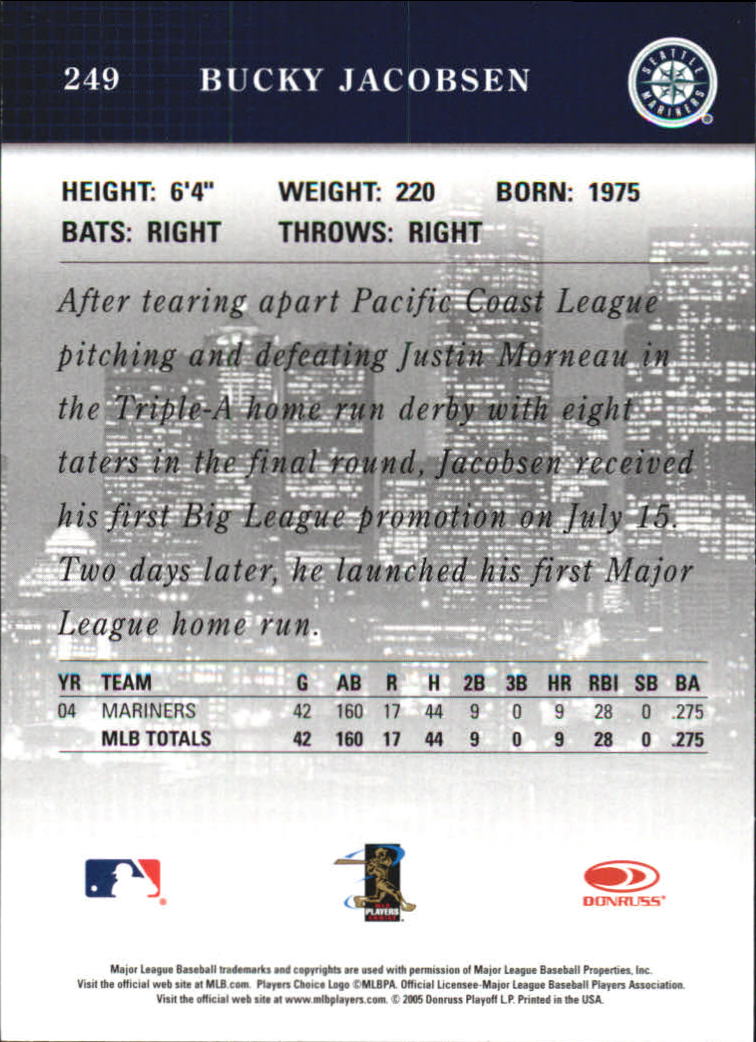 249 BUCKY JACOBSEN
SEATTLE MARINERS
HEIGHT: 6'4" WEIGHT: 220 BORN: 1975
BATS: RIGHT THROWS: RIGHT
After tearing apart Pacific Coast League
pitching and defeating Justin Morneau in
the Triple-A home run derby with eight
taters in the final round, Jacobsen received
his first Big League promotion on July 15.
Two days later, he launched his first Major
League home run.
YR TEAM G AB R H 2B 3B HR RBI SB BA
04 MARINERS 42 160 17 44 9 0 9 28 0 .275
MLB TOTALS 42 160 17 44 9 0 9 28 0 .275
MLB
PLAYERS
CHOICE
DONRUSS
Major League Baseball trademarks and copyrights are used with permission of Major League Baseball Properties, Inc.
Visit the official web site at MLB.com. Players Choice Logo ©MLBPA. Official Licensee-Major League Baseball Players Association.
Visit the official web site at www.mlbplayers.com. © 2005 Donruss Playoff L.P. Printed in the USA.